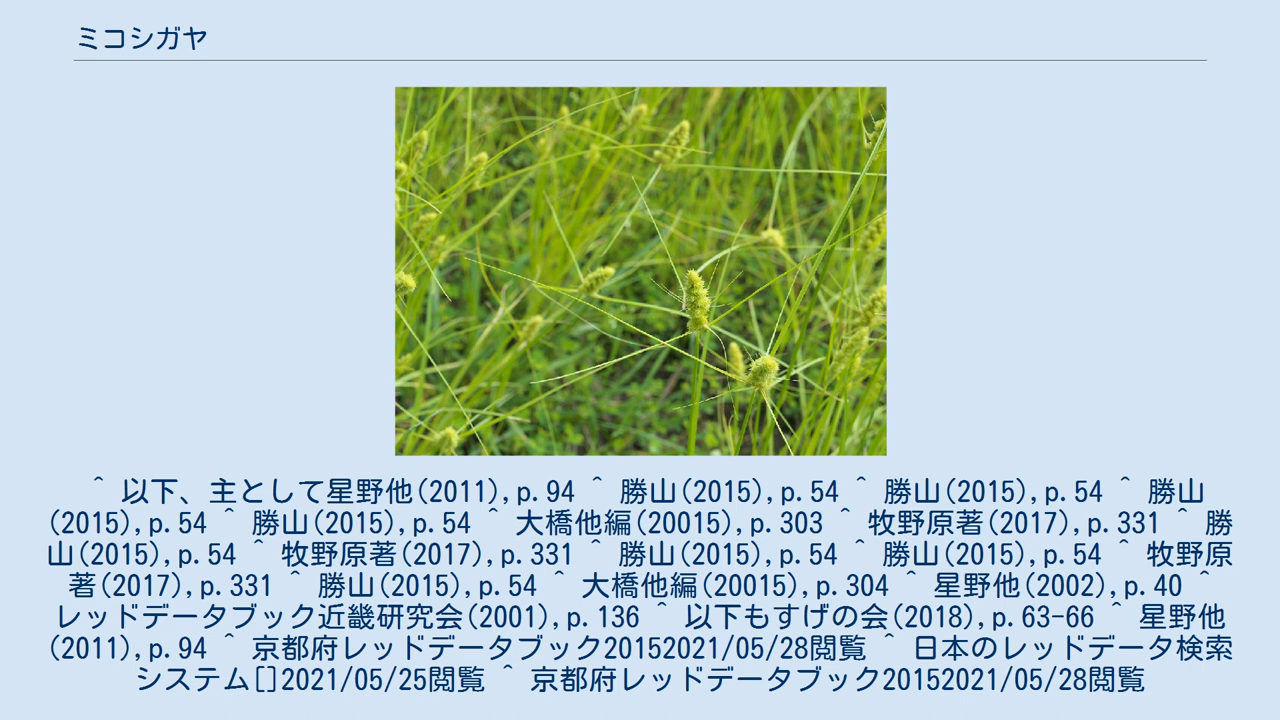 ミコシガヤ
^ 以下、主として星野他(2011),p.94 ^ 勝山(2015),p.54 ^ 勝山(2015),p.54 ^ 勝山
(2015),p.54 ^ 勝山(2015),p.54 ^ 大橋他編(20015),p.303 ^ 牧野原著(2017),p.331 ^ 勝
山(2015),p.54 ^ 牧野原著(2017),p.331 ^ 勝山(2015),p.54 ^ 勝山(2015),p.54 ^ 牧野原
著(2017),p.331 ^ 勝山(2015),p.54 ^ 大橋他編(20015),p.304 ^ 星野他(2002),p.40 ^
レッドデータブック近畿研究会(2001),p.136 ^ 以下もすげの会(2018),p.63-66 ^ 星野他
(2011),p.94 ^ 京都府レッドデータブック20152021/05/28閲覧 ^ 日本のレッドデータ検索
システム[]2021/05/25閲覧 ^ 京都府レッドデータブック20152021/05/28閲覧